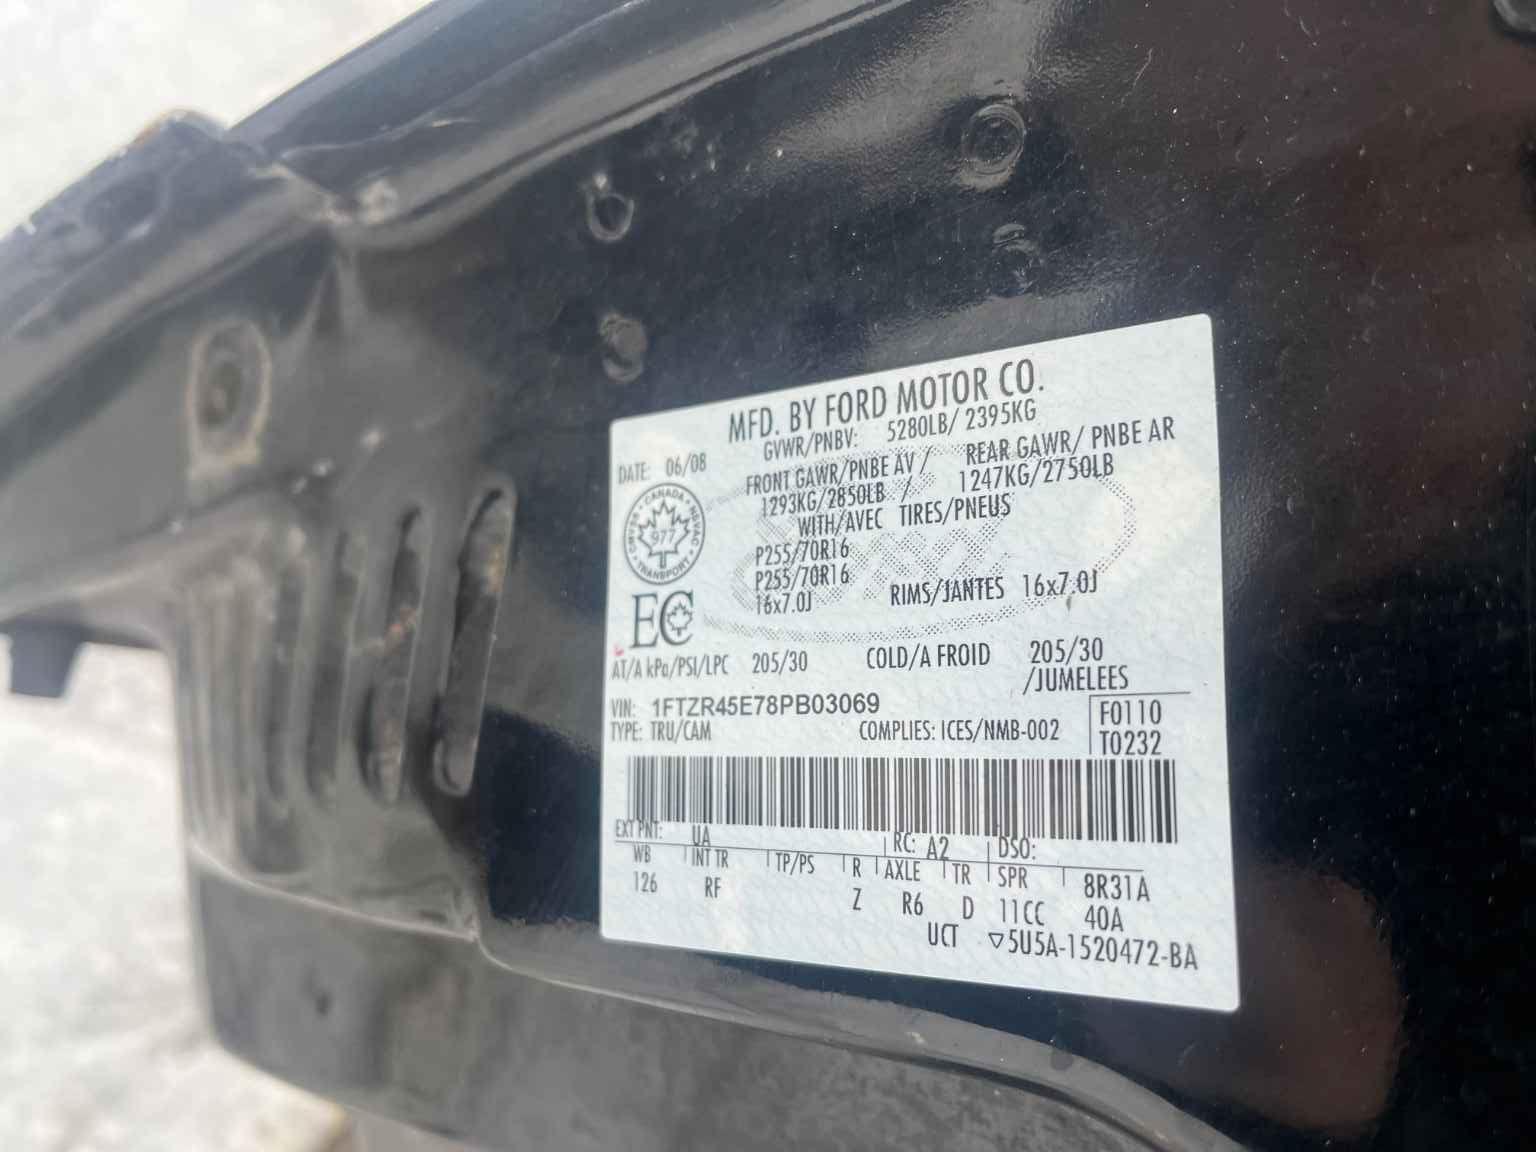 MFD. BY FORD MOTOR CO.
DATE: 06/08
GVWR/PNBV: 5280LB/ 2395KG
FRONT GAWR/PNBE AV / REAR GAWR/ PNBE AR
1293KG/2850LB / 1247KG/2750LB
WITH/AVEC TIRES/PNEUS
CANADA
977
TRANSPORT
P255/70R16
P255/70R16
16x7.0J RIMS/JANTES 16x7.0J
EC
AT/A kPa/PSI/LPC 205/30 COLD/A FROID 205/30
/JUMELEES
VIN: 1FTZR45E78PB03069
TYPE: TRU/CAM COMPLIES: ICES/NMB-002
F0110
T0232
EXT PNT: UA RC: A2 DSO:
WB INT TR TP/PS R AXLE TR SPR 8R31A
126 RF Z R6 D 11CC 40A
UCT ▽5U5A-1520472-BA